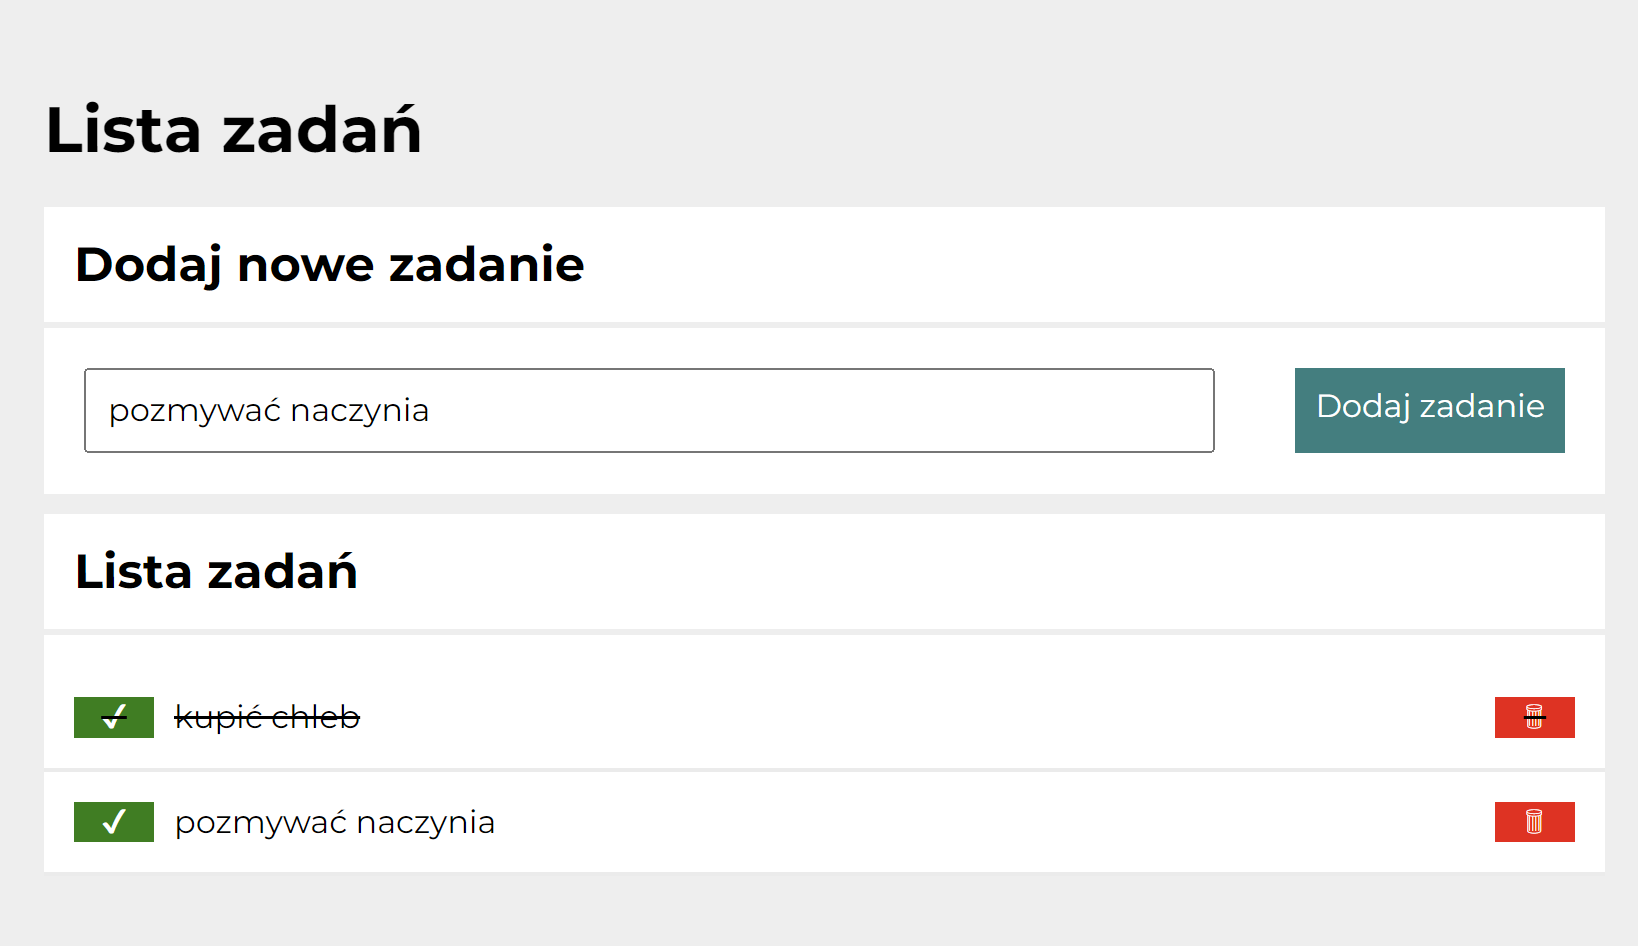 Lista zadań
Dodaj nowe zadanie
pozmywać naczynia
Dodaj zadanie
Lista zadań
kupić chleb
pozmywać naczynia